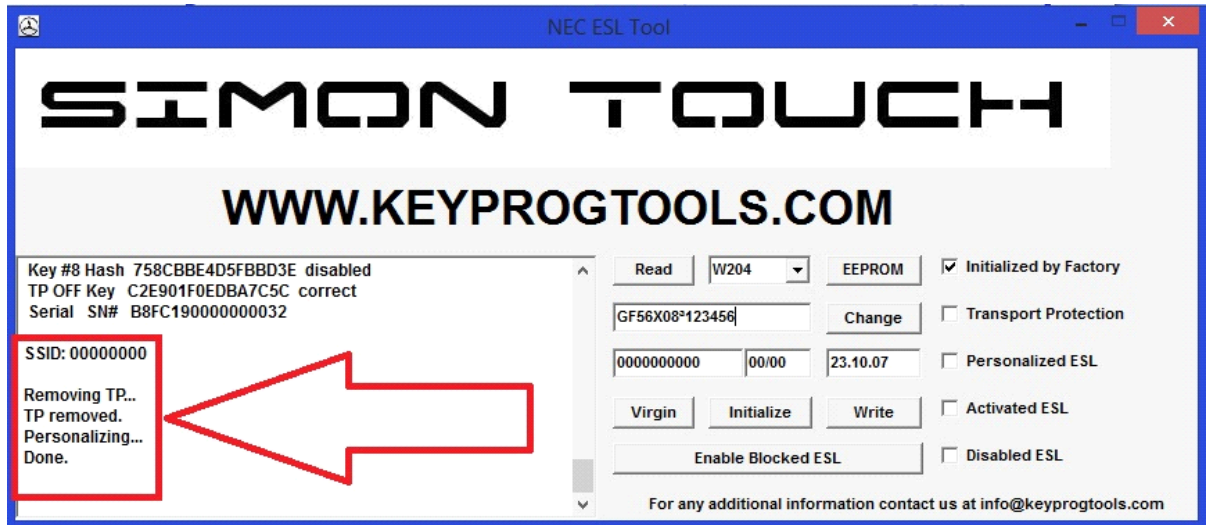 NEC ESL Tool
SIMON TOUCH
WWW.KEYPROGTOOLS.COM
Key #8 Hash 758CBBE4D5FBBD3E disabled
TP OFF Key C2E901F0EDBA7C5C correct
Serial SN# B8FC190000000032
SSID: 00000000
Removing TP...
TP removed.
Personalizing...
Done.
Read W204 EEPROM Initialized by Factory
GF56X08ª123456 Change Transport Protection
0000000000 00/00 23.10.07 Personalized ESL
Virgin Initialize Write Activated ESL
Enable Blocked ESL Disabled ESL
For any additional information contact us at info@keyprogtools.com